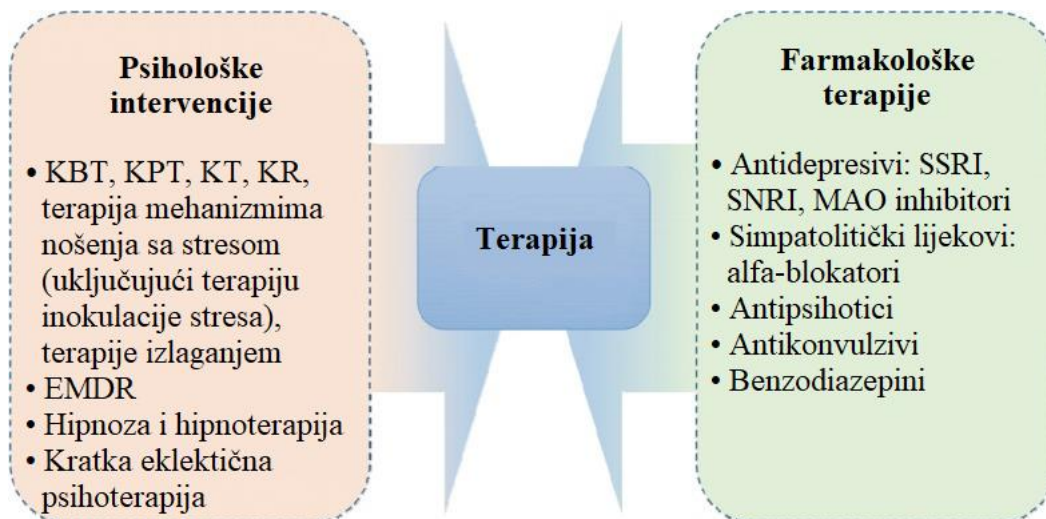 Psihološke
intervencije
• KBT, KPT, KT, KR,
terapija mehanizmima
nošenja sa stresom
(uključujući terapiju
inokulacije stresa),
terapije izlaganjem
• EMDR
• Hipnoza i hipnoterapija
• Kratka eklektična
psihoterapija
Terapija
Farmakološke
terapije
• Antidepresivi: SSRI,
SNRI, MAO inhibitori
• Simpatolitički lijekovi:
alfa-blokatori
• Antipsihotici
• Antikonvulzivi
• Benzodiazepini